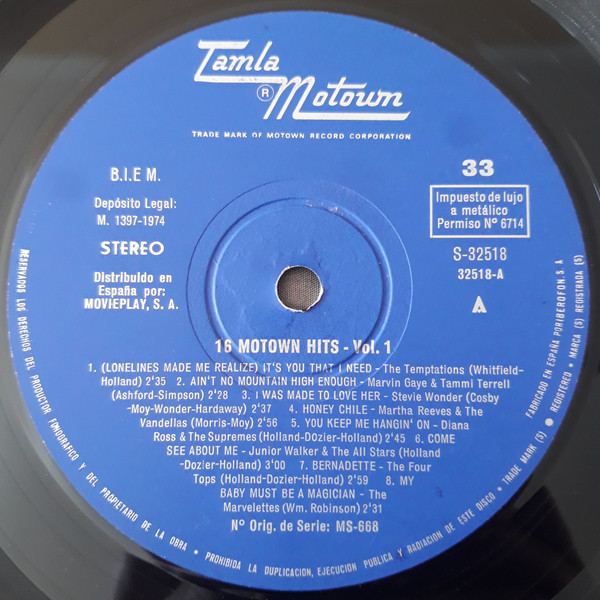 Tamla
® Motown
TRADE MARK OF MOTOWN RECORD CORPORATION
B.I.E M.
Depósito Legal:
M. 1397-1974
STEREO
Distribuido en
España por:
MOVIEPLAY, S. A.
33
Impuesto de lujo
a metálico
Permiso Nº 6714
S-32518
32518-A
A
16 MOTOWN HITS - Vol. 1
1. (LONELINES MADE ME REALIZE) IT'S YOU THAT I NEED - The Temptations (Whitfield-
Holland) 2'35 2. AIN'T NO MOUNTAIN HIGH ENOUGH - Marvin Gaye & Tammi Terrell
(Ashford-Simpson) 2'28 3. I WAS MADE TO LOVE HER - Stevie Wonder (Cosby
-Moy-Wonder-Hardaway) 2'37 4. HONEY CHILE - Martha Reeves & The
Vandellas (Morris-Moy) 2'56 5. YOU KEEP ME HANGIN' ON - Diana
Ross & The Supremes (Holland-Dozier-Holland) 2'45 6. COME
SEE ABOUT ME - Junior Walker & The All Stars (Holland
-Dozier-Holland) 3'00 7. BERNADETTE - The Four
Tops (Holland-Dozier-Holland) 2'59 8. MY
BABY MUST BE A MAGICIAN - The
Marvelettes (Wm. Robinson) 2'31
Nº Orig. de Serie: MS-668
RESERVADOS LOS DERECHOS DEL PRODUCTOR FONOGRAFICO Y DEL PROPIETARIO DE LA OBRA • PROHIBIDA LA DUPLICACION, EJECUCION PUBLICA Y RADIACION DE ESTE DISCO • TRADE MARK (S) • REGISTERED • MARCA (S) REGISTRADA (S)
FABRICADO EN ESPAÑA POR IBEROFON, S. A